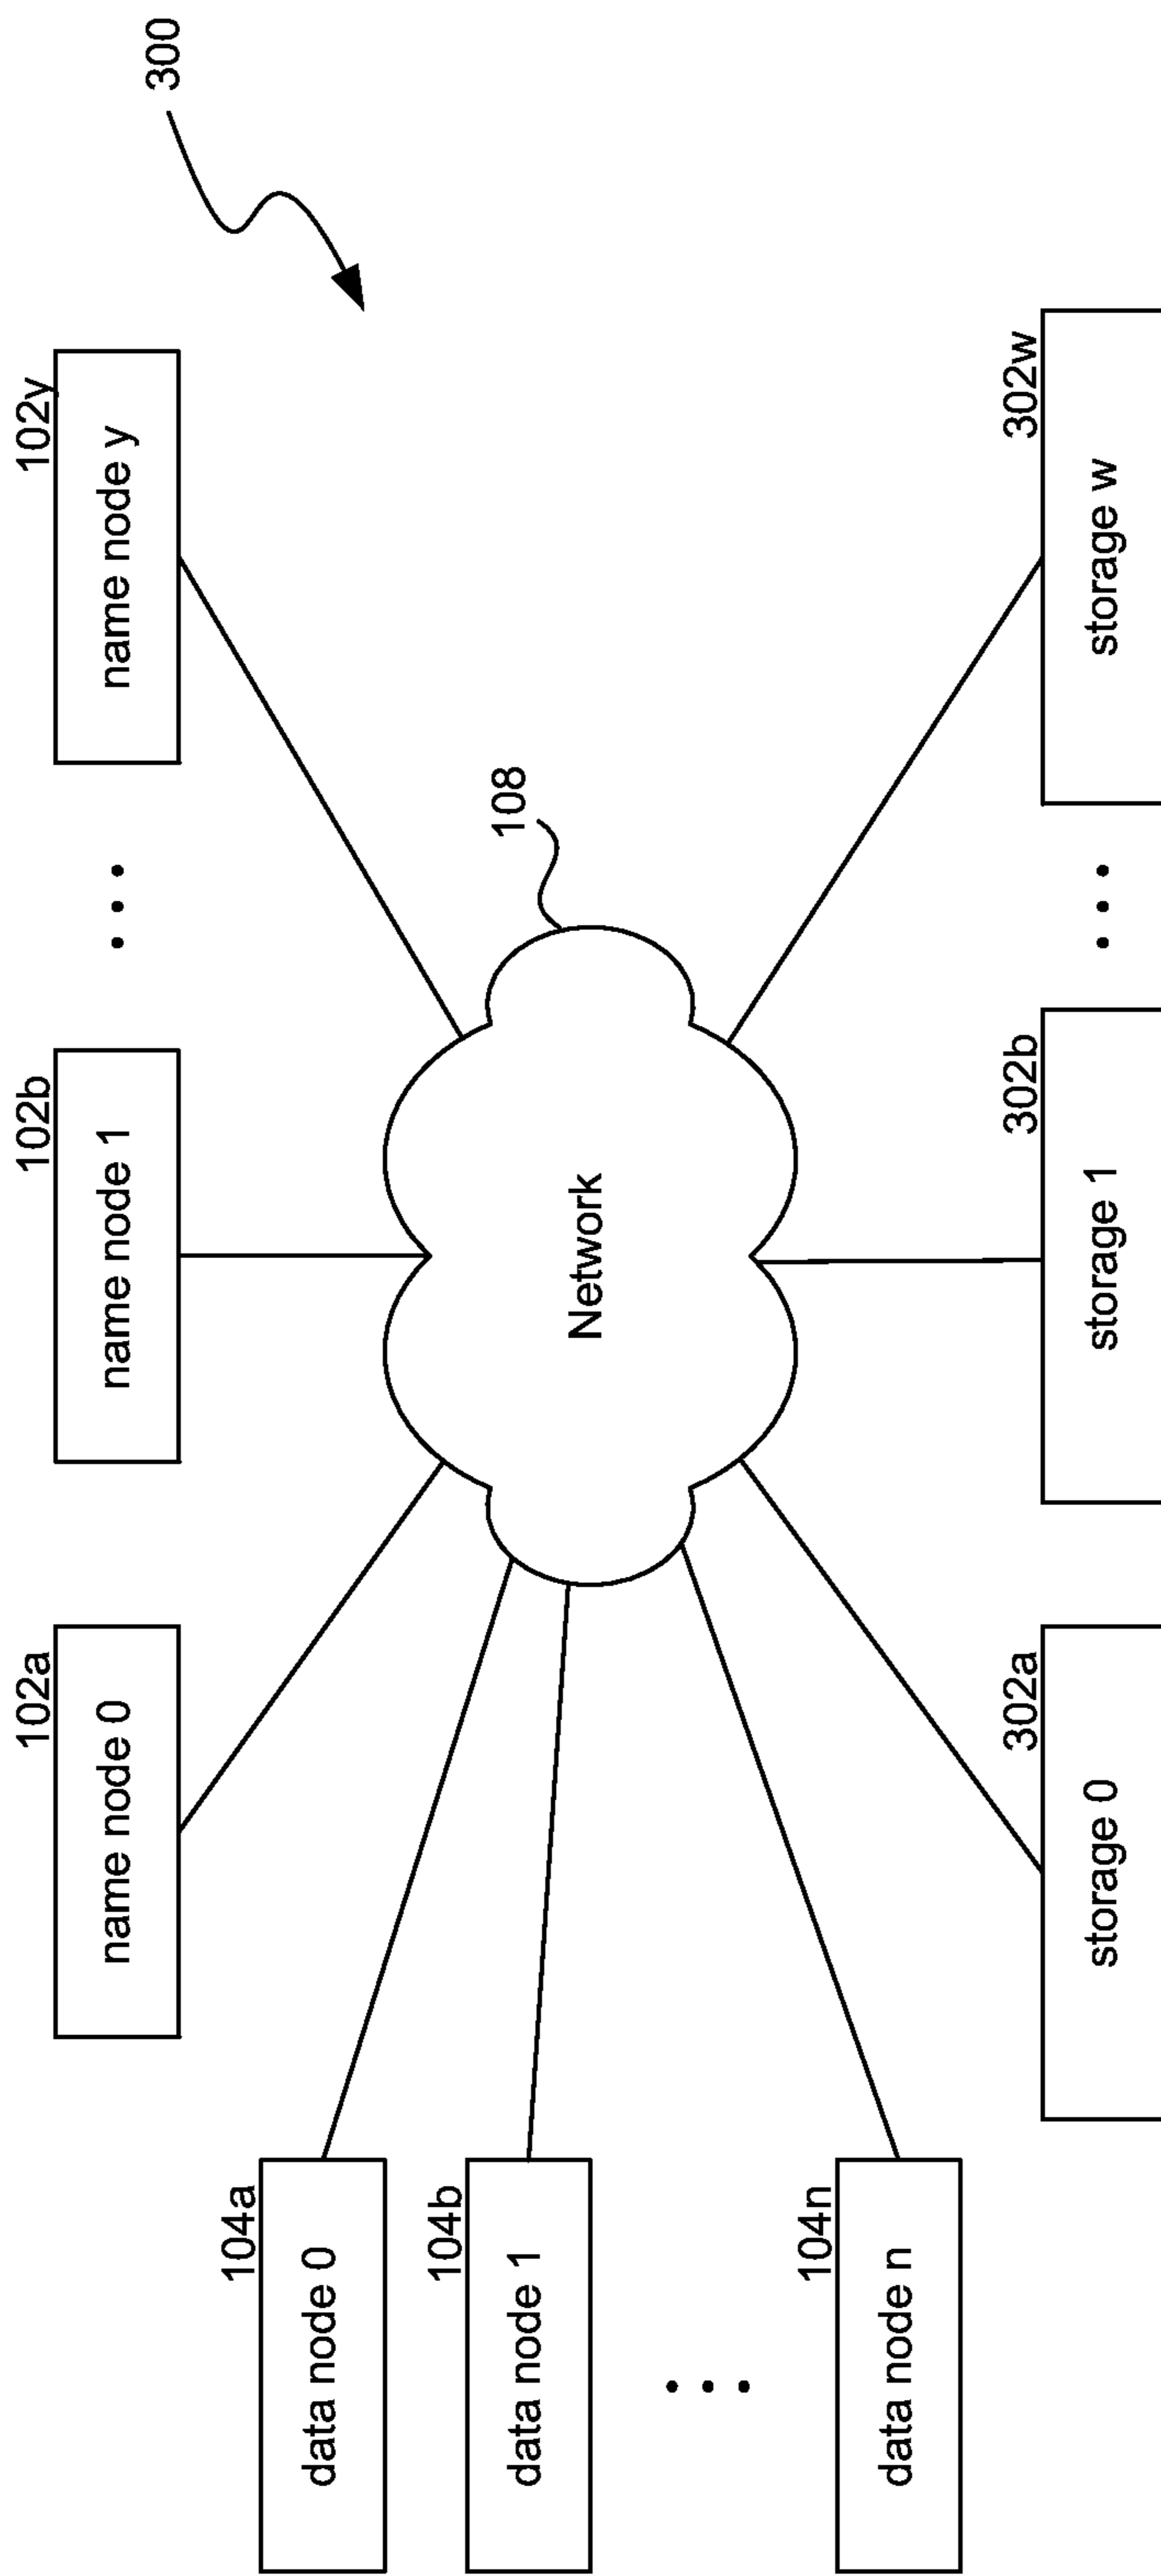 300
102a
name node 0
102b
name node 1
...
102y
name node y
104a
data node 0
104b
data node 1
...
104n
data node n
108
Network
302a
storage 0
302b
storage 1
...
302w
storage w